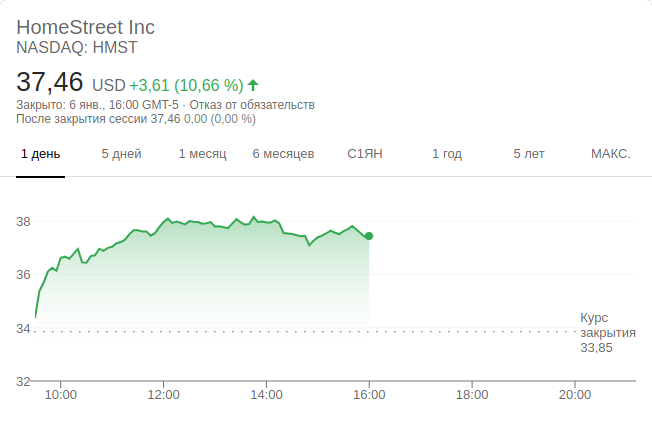 HomeStreet Inc
NASDAQ: HMST
37,46 USD +3,61 (10,66 %)
Закрыто: 6 янв., 16:00 GMT-5 · Отказ от обязательств
После закрытия сессии 37,46 0,00 (0,00 %)
1 день 5 дней 1 месяц 6 месяцев С1ЯН 1 год 5 лет МАКС.
38
36
34
Курс
закрытия
33,85
32
10:00 12:00 14:00 16:00 18:00 20:00